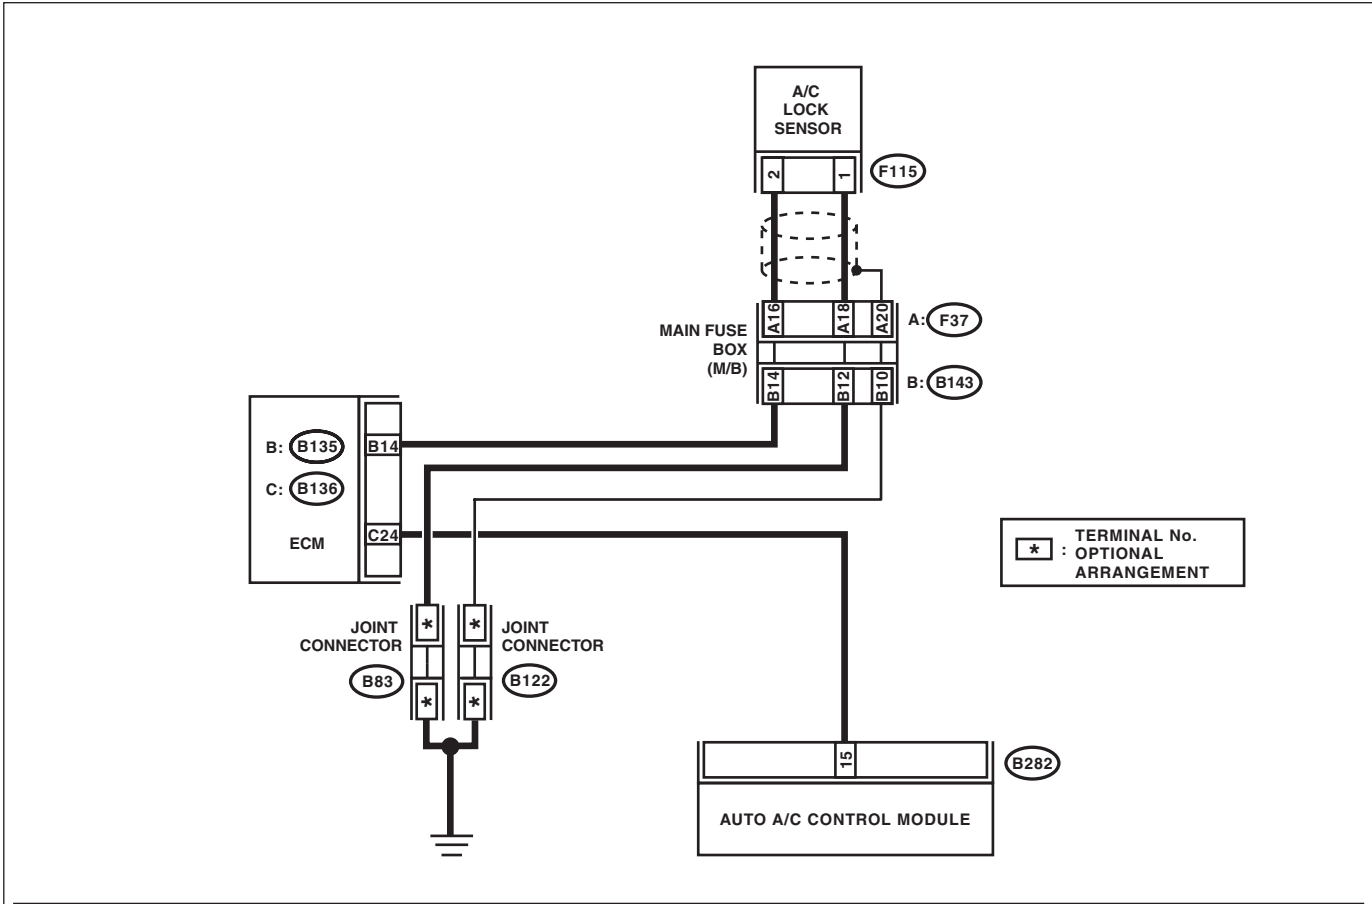 A/C
LOCK
SENSOR
2
1
F115
A16
A18
A20
A: F37
MAIN FUSE
BOX
(M/B)
B14
B12
B10
B: B143
B: B135
B14
C: B136
ECM
C24
*
: TERMINAL No.
OPTIONAL
ARRANGEMENT
JOINT
CONNECTOR
*
*
JOINT
CONNECTOR
B83
*
*
B122
15
B282
AUTO A/C CONTROL MODULE